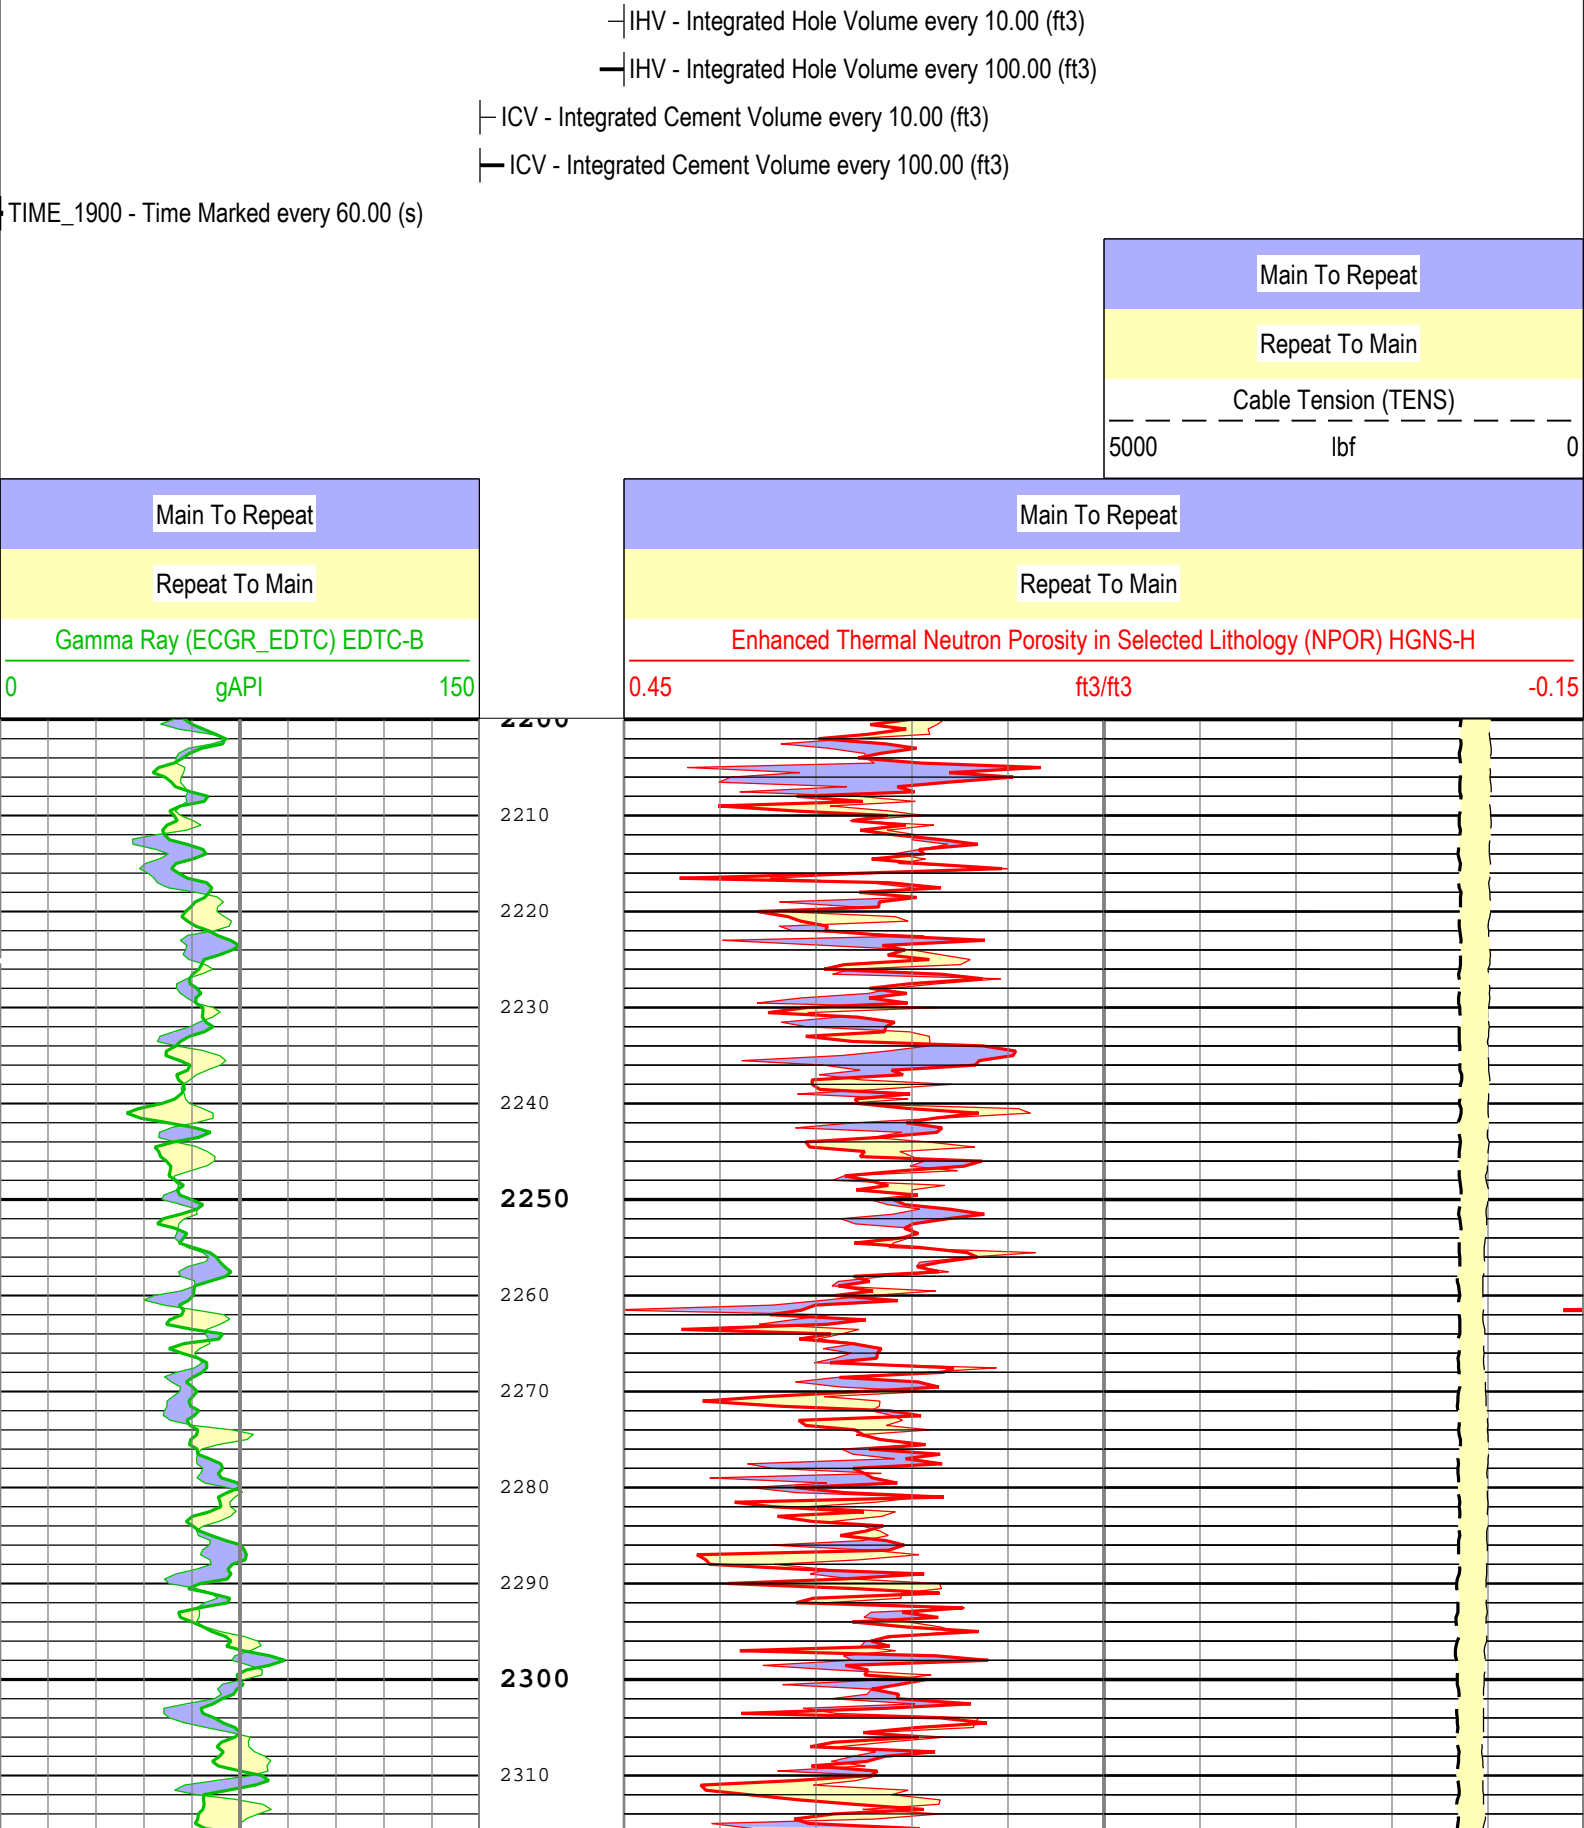 IHV - Integrated Hole Volume every 10.00 (ft3)
IHV - Integrated Hole Volume every 100.00 (ft3)
ICV - Integrated Cement Volume every 10.00 (ft3)
ICV - Integrated Cement Volume every 100.00 (ft3)
TIME_1900 - Time Marked every 60.00 (s)
Main To Repeat
Repeat To Main
Cable Tension (TENS)
5000 lbf 0
Main To Repeat Main To Repeat
Repeat To Main Repeat To Main
Gamma Ray (ECGR_EDTC) EDTC-B Enhanced Thermal Neutron Porosity in Selected Lithology (NPOR) HGNS-H
0 gAPI 150 0.45 ft3/ft3 -0.15
2200
2210
2220
2230
2240
2250
2260
2270
2280
2290
2300
2310